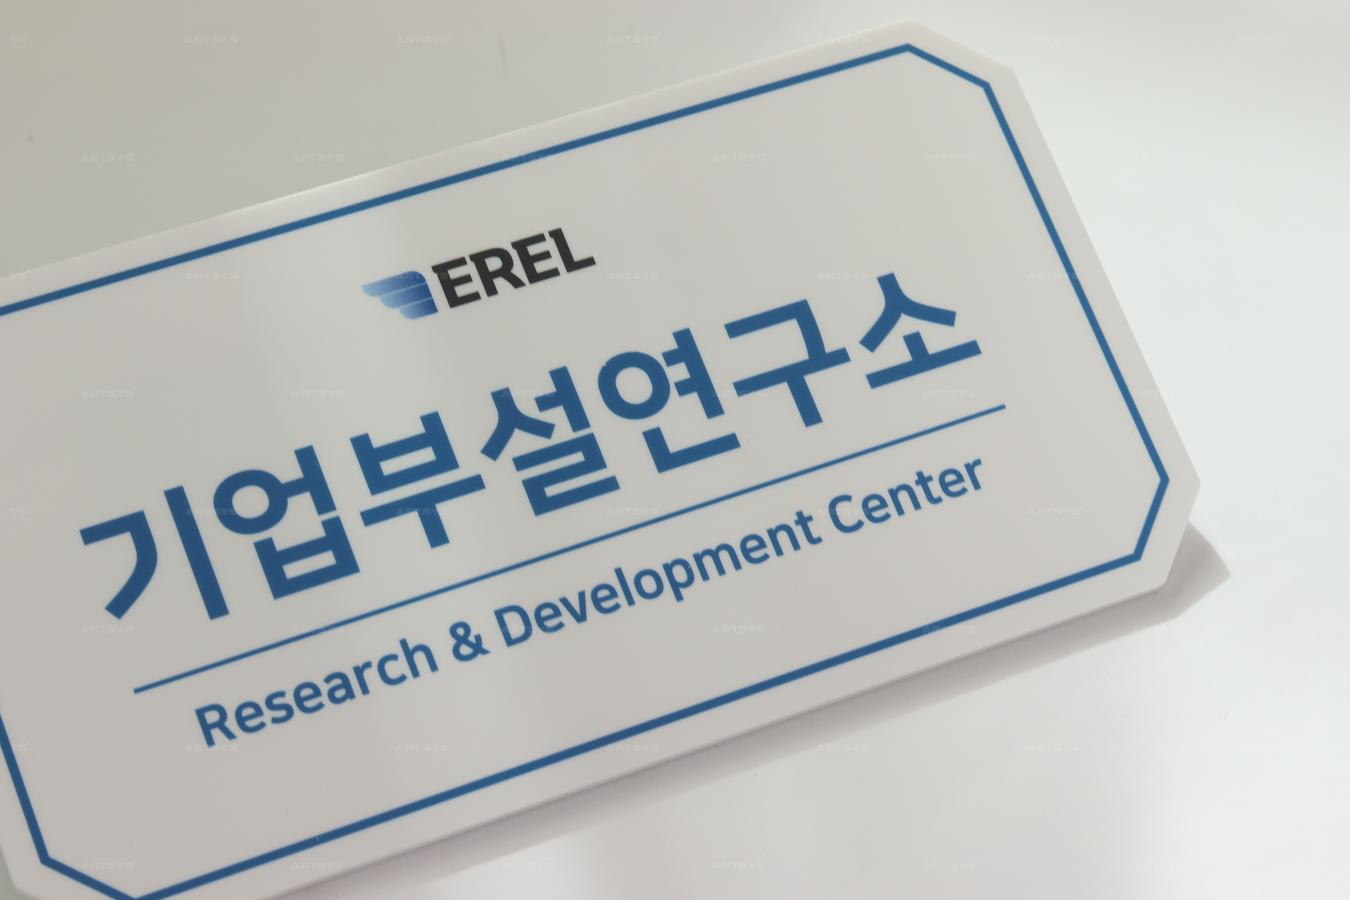 EREL
기업부설연구소
Research & Development Center